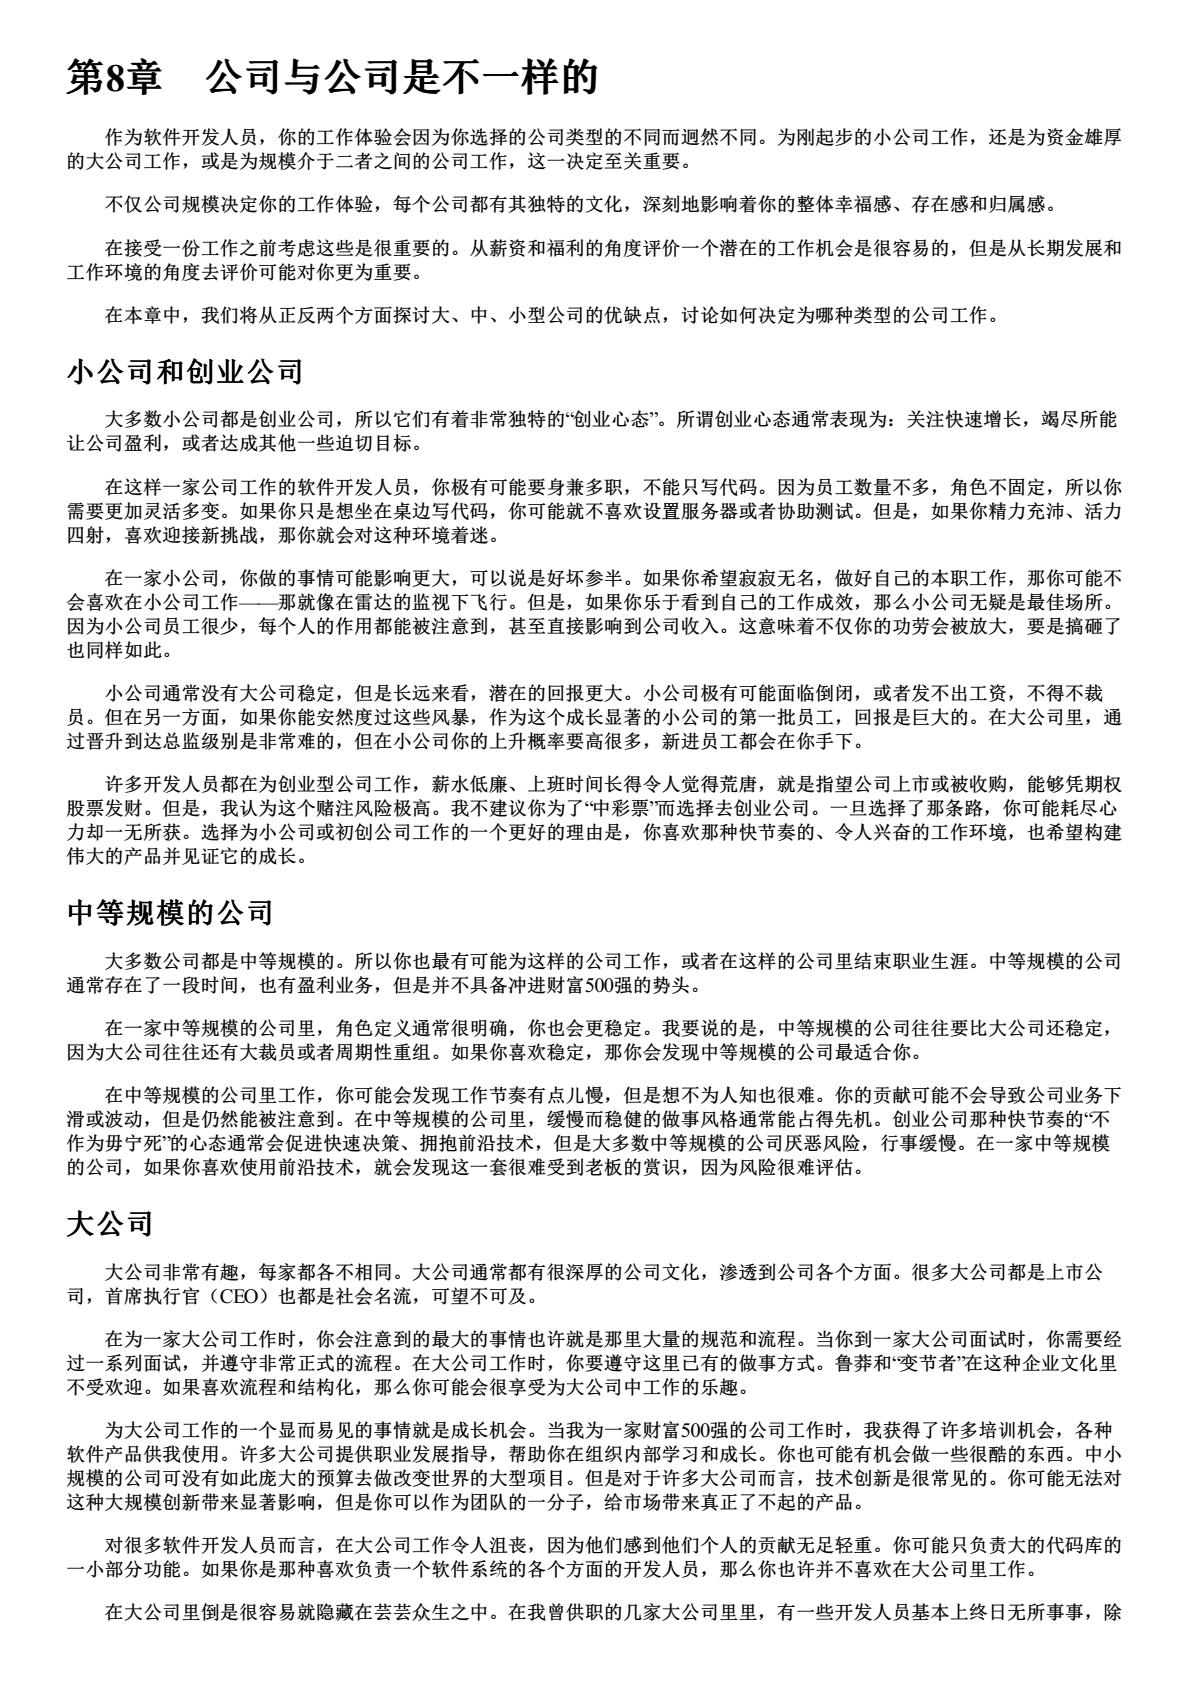 第8章　公司与公司是不一样的
作为软件开发人员，你的工作体验会因为你选择的公司类型的不同而迥然不同。为刚起步的小公司工作，还是为资金雄厚
的大公司工作，或是为规模介于二者之间的公司工作，这一决定至关重要。
不仅公司规模决定你的工作体验，每个公司都有其独特的文化，深刻地影响着你的整体幸福感、存在感和归属感。
在接受一份工作之前考虑这些是很重要的。从薪资和福利的角度评价一个潜在的工作机会是很容易的，但是从长期发展和
工作环境的角度去评价可能对你更为重要。
在本章中，我们将从正反两个方面探讨大、中、小型公司的优缺点，讨论如何决定为哪种类型的公司工作。
小公司和创业公司
大多数小公司都是创业公司，所以它们有着非常独特的“创业心态”。所谓创业心态通常表现为：关注快速增长，竭尽所能
让公司盈利，或者达成其他一些迫切目标。
在这样一家公司工作的软件开发人员，你极有可能要身兼多职，不能只写代码。因为员工数量不多，角色不固定，所以你
需要更加灵活多变。如果你只是想坐在桌边写代码，你可能就不喜欢设置服务器或者协助测试。但是，如果你精力充沛、活力
四射，喜欢迎接新挑战，那你就会对这种环境着迷。
在一家小公司，你做的事情可能影响更大，可以说是好坏参半。如果你希望寂寂无名，做好自己的本职工作，那你可能不
会喜欢在小公司工作——那就像在雷达的监视下飞行。但是，如果你乐于看到自己的工作成效，那么小公司无疑是最佳场所。
因为小公司员工很少，每个人的作用都能被注意到，甚至直接影响到公司收入。这意味着不仅你的功劳会被放大，要是搞砸了
也同样如此。
小公司通常没有大公司稳定，但是长远来看，潜在的回报更大。小公司极有可能面临倒闭，或者发不出工资，不得不裁
员。但在另一方面，如果你能安然度过这些风暴，作为这个成长显著的小公司的第一批员工，回报是巨大的。在大公司里，通
过晋升到达总监级别是非常难的，但在小公司你的上升概率要高很多，新进员工都会在你手下。
许多开发人员都在为创业型公司工作，薪水低廉、上班时间长得令人觉得荒唐，就是指望公司上市或被收购，能够凭期权
股票发财。但是，我认为这个赌注风险极高。我不建议你为了“中彩票”而选择去创业公司。一旦选择了那条路，你可能耗尽心
力却一无所获。选择为小公司或初创公司工作的一个更好的理由是，你喜欢那种快节奏的、令人兴奋的工作环境，也希望构建
伟大的产品并见证它的成长。
中等规模的公司
大多数公司都是中等规模的。所以你也最有可能为这样的公司工作，或者在这样的公司里结束职业生涯。中等规模的公司
通常存在了一段时间，也有盈利业务，但是并不具备冲进财富500强的势头。
在一家中等规模的公司里，角色定义通常很明确，你也会更稳定。我要说的是，中等规模的公司往往要比大公司还稳定，
因为大公司往往还有大裁员或者周期性重组。如果你喜欢稳定，那你会发现中等规模的公司最适合你。
在中等规模的公司里工作，你可能会发现工作节奏有点儿慢，但是想不为人知也很难。你的贡献可能不会导致公司业务下
滑或波动，但是仍然能被注意到。在中等规模的公司里，缓慢而稳健的做事风格通常能占得先机。创业公司那种快节奏的“不
作为毋宁死”的心态通常会促进快速决策、拥抱前沿技术，但是大多数中等规模的公司厌恶风险，行事缓慢。在一家中等规模
的公司，如果你喜欢使用前沿技术，就会发现这一套很难受到老板的赏识，因为风险很难评估。
大公司
大公司非常有趣，每家都各不相同。大公司通常都有很深厚的公司文化，渗透到公司各个方面。很多大公司都是上市公
司，首席执行官（CEO）也都是社会名流，可望不可及。
在为一家大公司工作时，你会注意到的最大的事情也许就是那里大量的规范和流程。当你到一家大公司面试时，你需要经
过一系列面试，并遵守非常正式的流程。在大公司工作时，你要遵守这里已有的做事方式。鲁莽和“变节者”在这种企业文化里
不受欢迎。如果喜欢流程和结构化，那么你可能会很享受为大公司中工作的乐趣。
为大公司工作的一个显而易见的事情就是成长机会。当我为一家财富500强的公司工作时，我获得了许多培训机会，各种
软件产品供我使用。许多大公司提供职业发展指导，帮助你在组织内部学习和成长。你也可能有机会做一些很酷的东西。中小
规模的公司可没有如此庞大的预算去做改变世界的大型项目。但是对于许多大公司而言，技术创新是很常见的。你可能无法对
这种大规模创新带来显著影响，但是你可以作为团队的一分子，给市场带来真正了不起的产品。
对很多软件开发人员而言，在大公司工作令人沮丧，因为他们感到他们个人的贡献无足轻重。你可能只负责大的代码库的
一小部分功能。如果你是那种喜欢负责一个软件系统的各个方面的开发人员，那么你也许并不喜欢在大公司里工作。
在大公司里倒是很容易就隐藏在芸芸众生之中。在我曾供职的几家大公司里里，有一些开发人员基本上终日无所事事，除